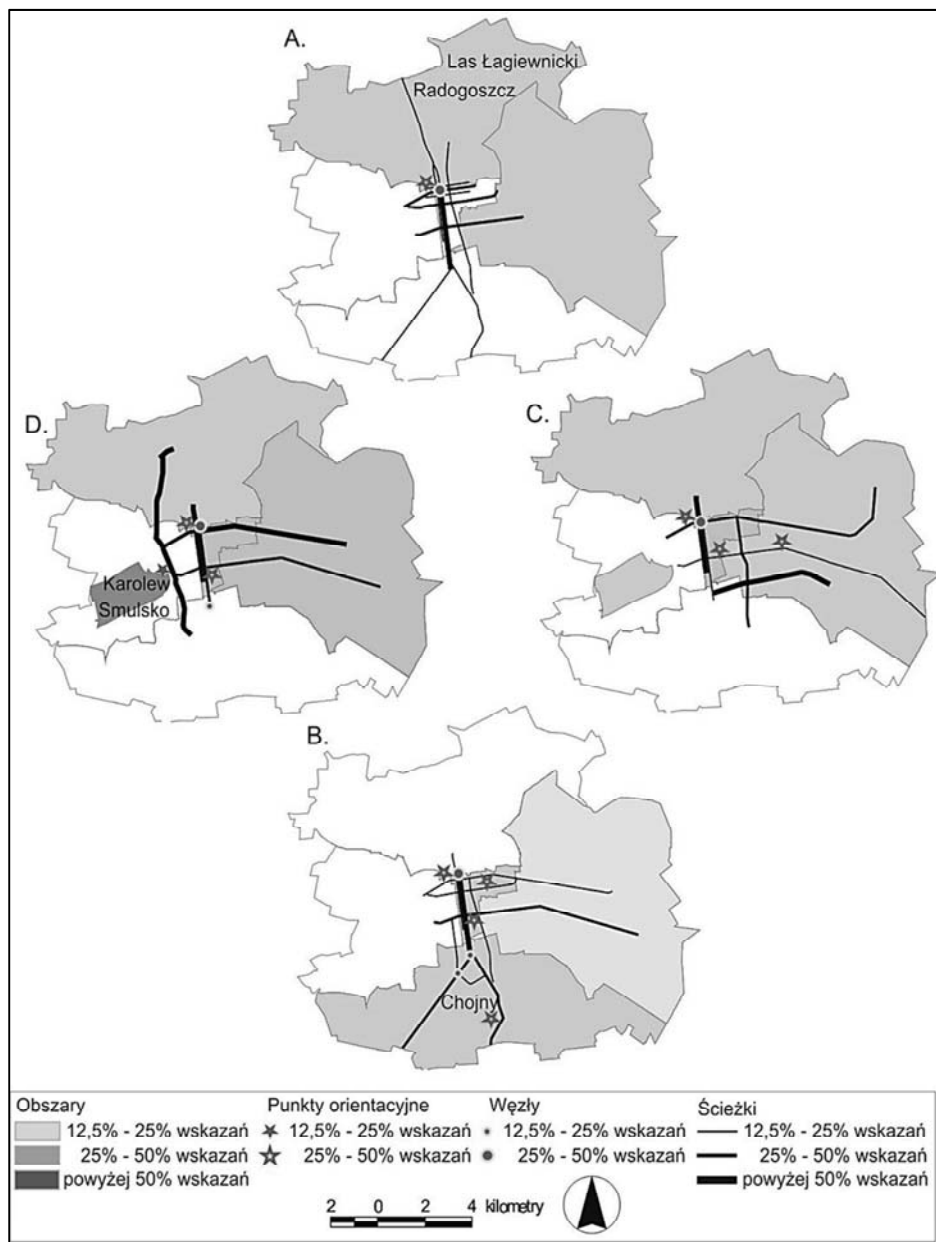 A.
Las Łagiewnicki
Radogoszcz
D.
C.
Karolew
Smulsko
B.
Chojny
Obszary
12,5% - 25% wskazań
25% - 50% wskazań
powyżej 50% wskazań
Punkty orientacyjne
12,5% - 25% wskazań
25% - 50% wskazań
Węzły
12,5% - 25% wskazań
25% - 50% wskazań
Ścieżki
12,5% - 25% wskazań
25% - 50% wskazań
powyżej 50% wskazań
2 0 2 4 kilometry